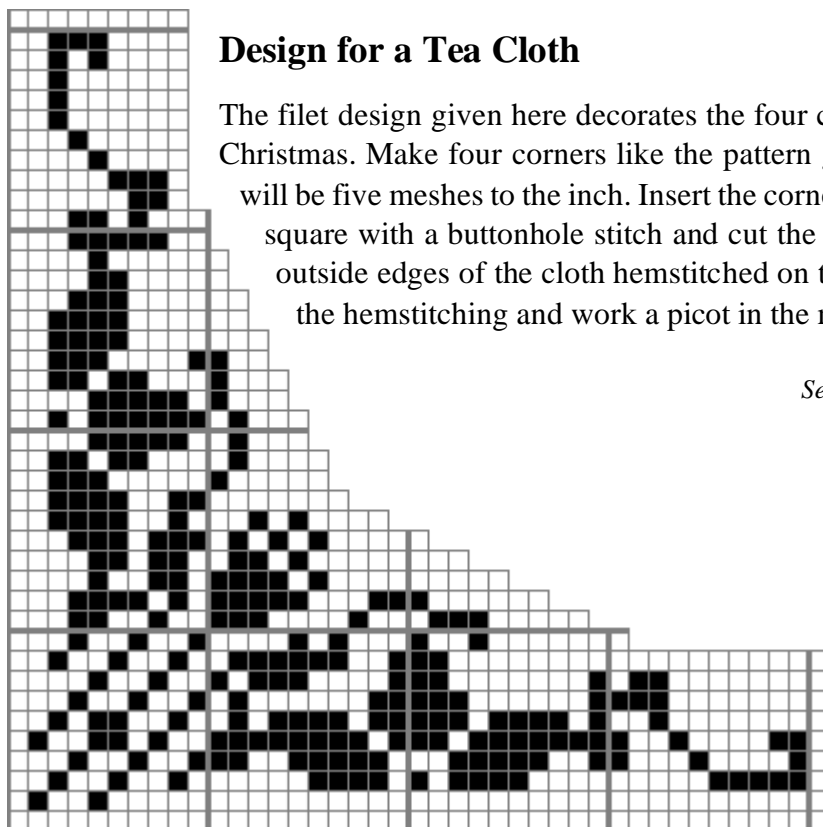 Design for a Tea Cloth
The filet design given here decorates the four
Christmas. Make four corners like the pattern
will be five meshes to the inch. Insert the
square with a buttonhole stitch and cut the
outside edges of the cloth hemstitched on
the hemstitching and work a picot in the